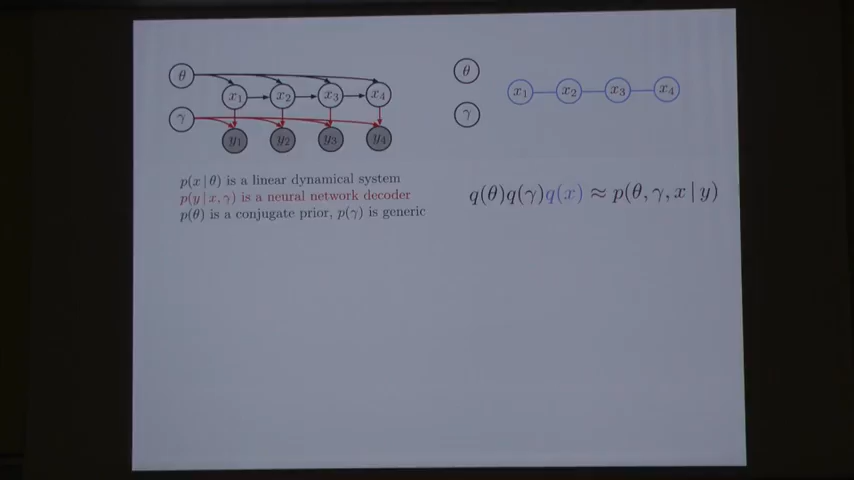 θ
x₁ x₂ x₃ x₄
γ
y₁ y₂ y₃ y₄
p(x | θ) is a linear dynamical system
p(y | x, γ) is a neural network decoder
p(θ) is a conjugate prior, p(γ) is generic
θ
x₁ x₂ x₃ x₄
γ
q(θ)q(γ)q(x) ≈ p(θ, γ, x | y)